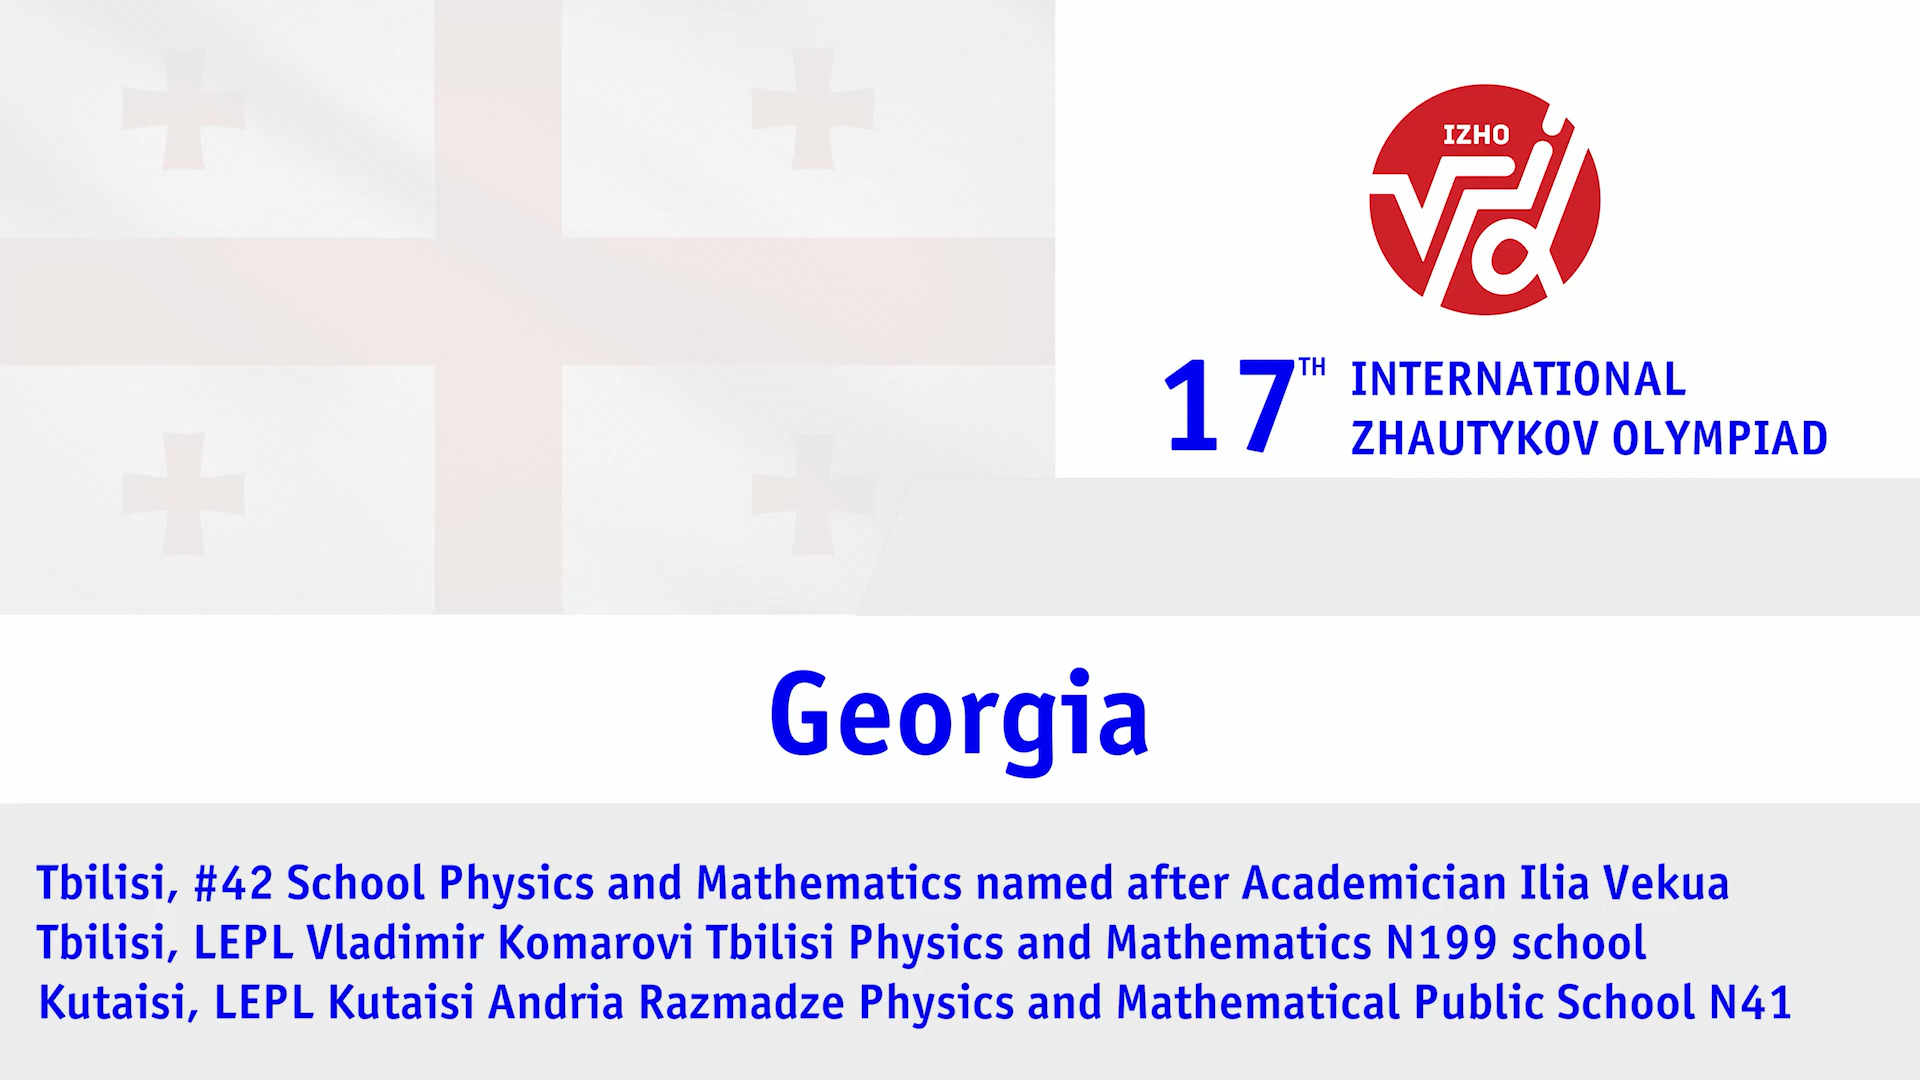 IZHO
17TH INTERNATIONAL
ZHAUTYKOV OLYMPIAD
Georgia
Tbilisi, #42 School Physics and Mathematics named after Academician Ilia Vekua
Tbilisi, LEPL Vladimir Komarovi Tbilisi Physics and Mathematics N199 school
Kutaisi, LEPL Kutaisi Andria Razmadze Physics and Mathematical Public School N41